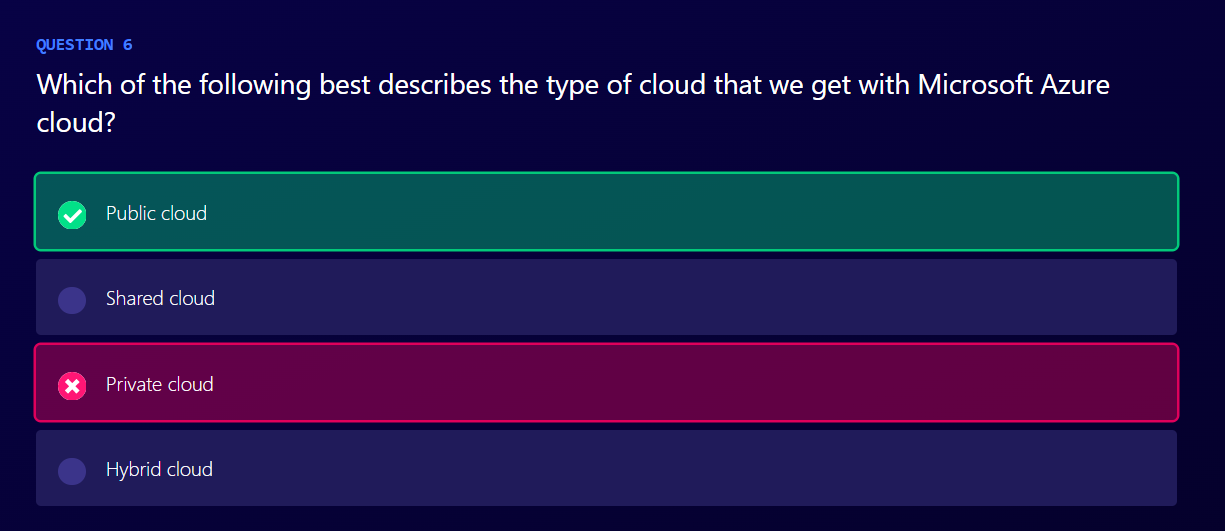 QUESTION 6
Which of the following best describes the type of cloud that we get with Microsoft Azure
cloud?
Public cloud
Shared cloud
Private cloud
Hybrid cloud